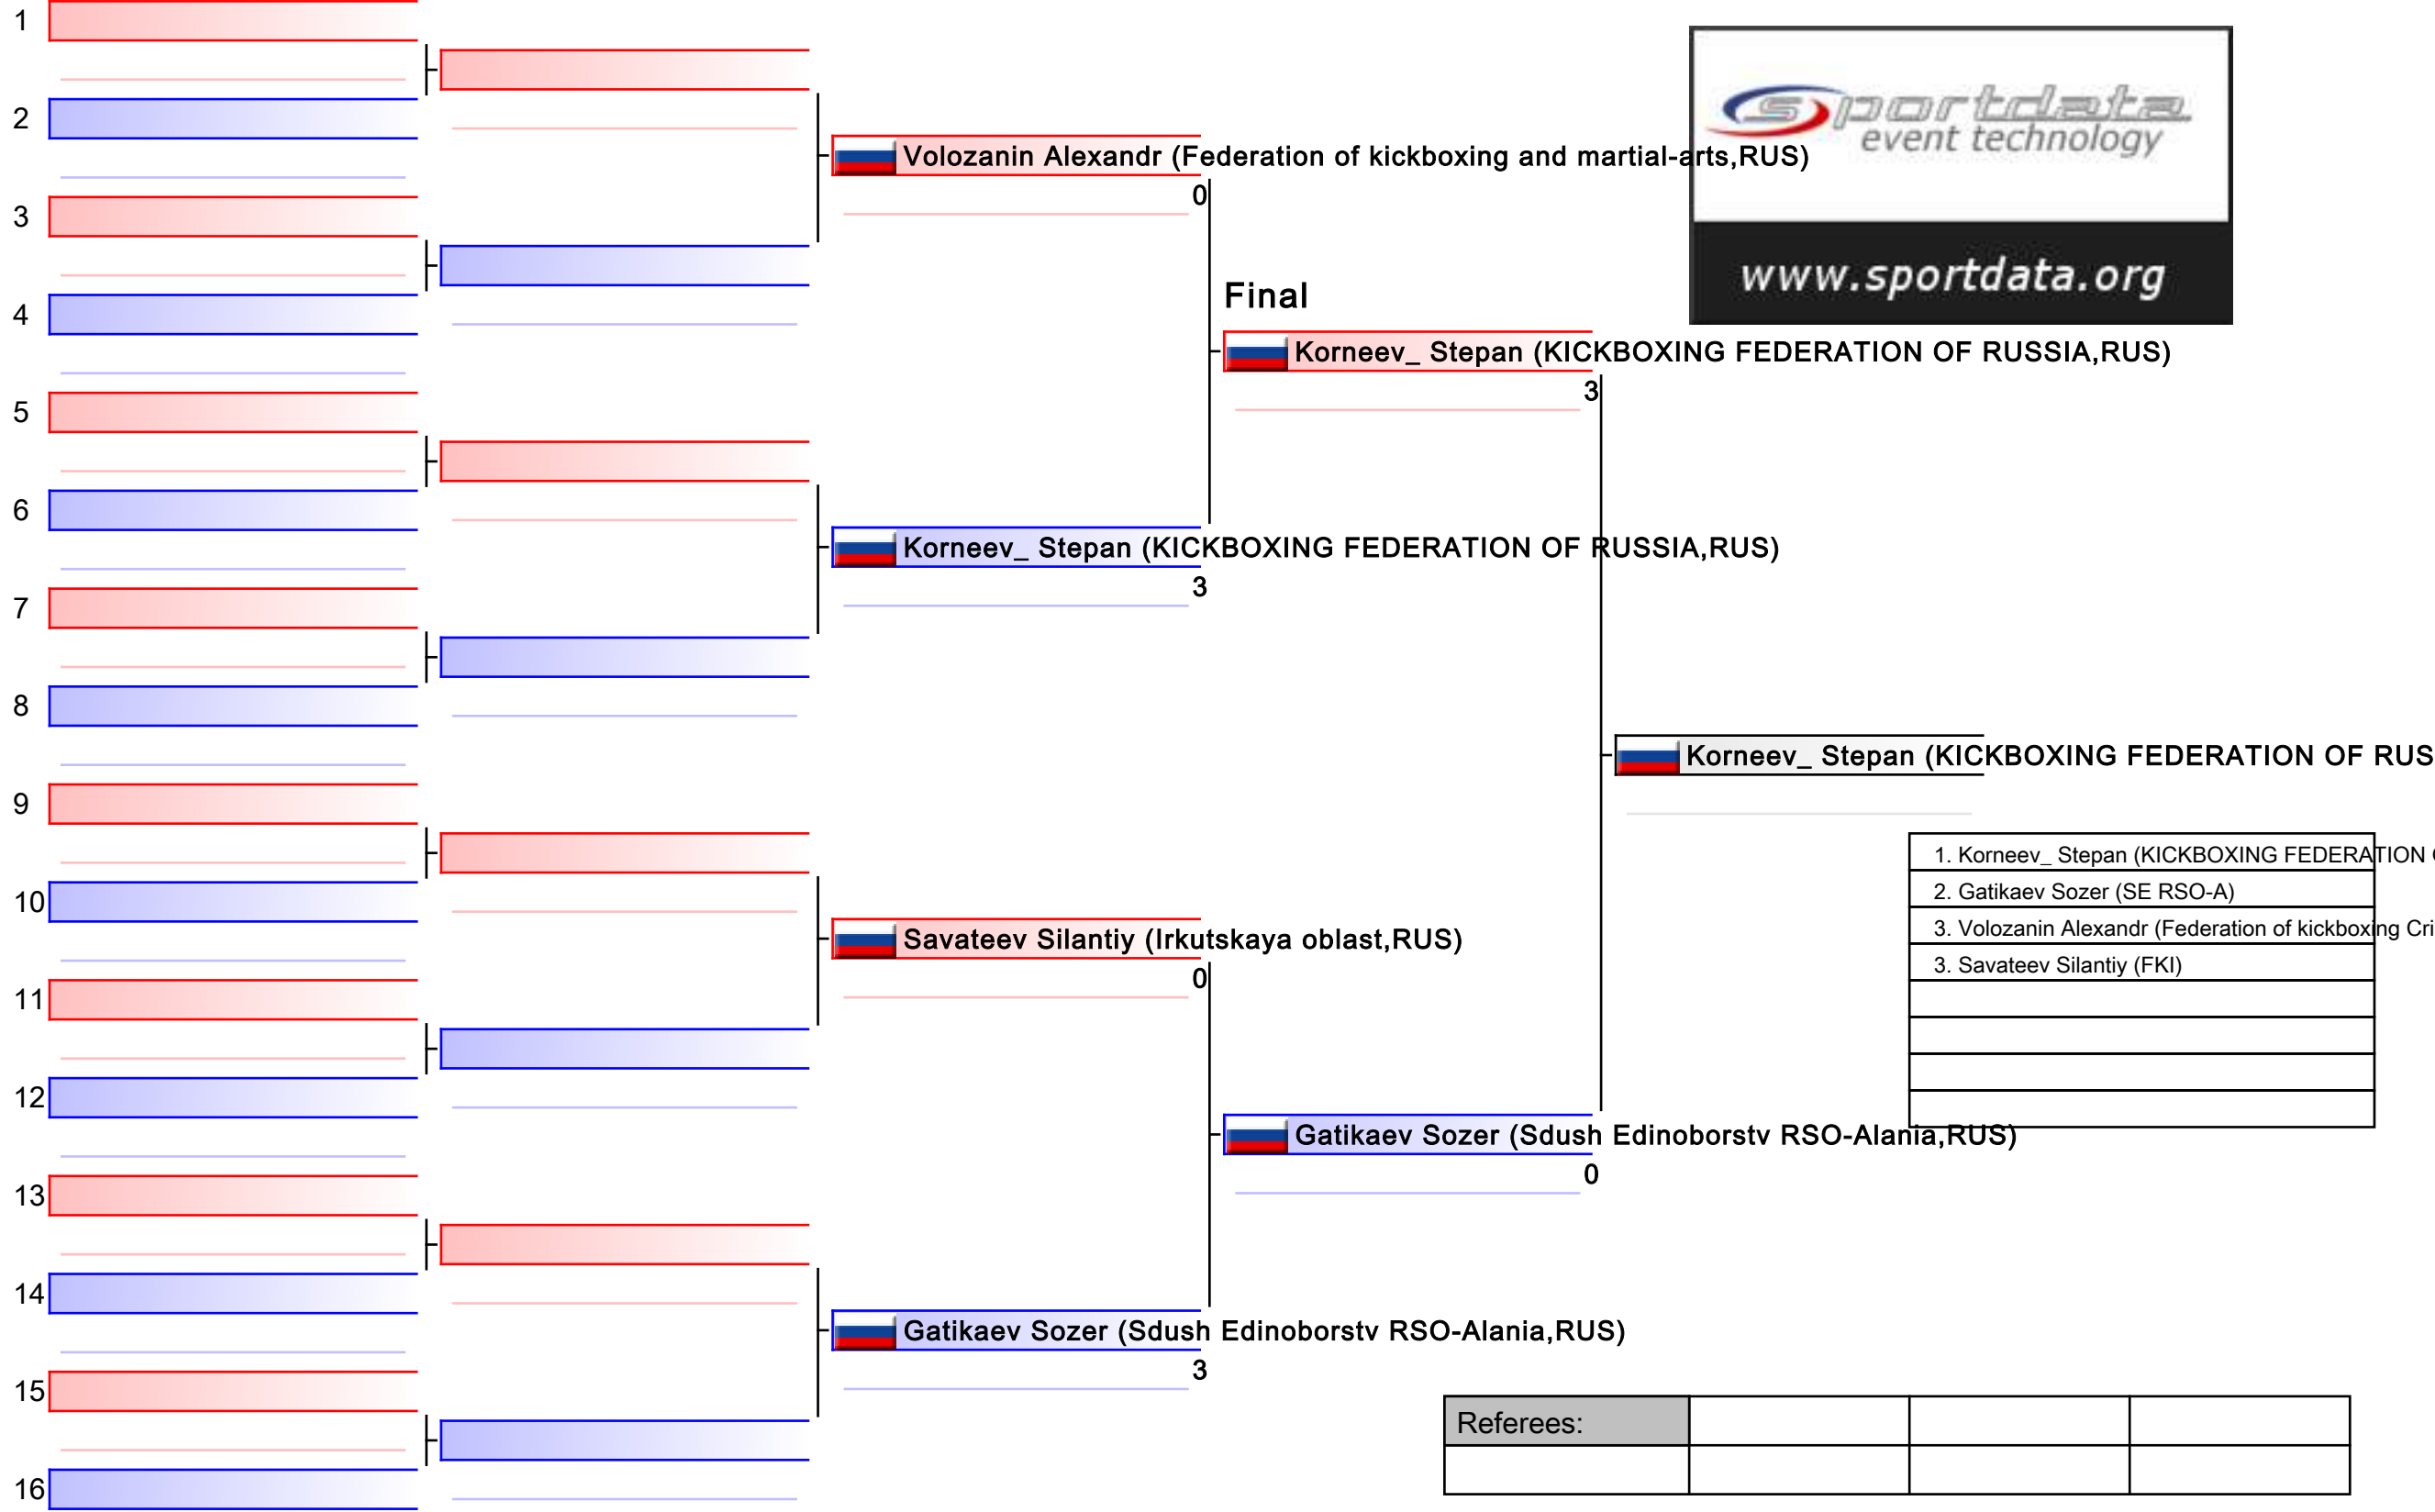 1
2
3
4
5
6
7
8
9
10
11
12
13
14
15
16
Volozanin Alexandr (Federation of kickboxing and martial-arts,RUS)
0
Korneev_ Stepan (KICKBOXING FEDERATION OF RUSSIA,RUS)
3
Savateev Silantiy (Irkutskaya oblast,RUS)
0
Gatikaev Sozer (Sdush Edinoborstv RSO-Alania,RUS)
3
Final
Korneev_ Stepan (KICKBOXING FEDERATION OF RUSSIA,RUS)
3
Gatikaev Sozer (Sdush Edinoborstv RSO-Alania,RUS)
0
Korneev_ Stepan (KICKBOXING FEDERATION OF RUS
sportdata
event technology
www.sportdata.org
1. Korneev_ Stepan (KICKBOXING FEDERATION
2. Gatikaev Sozer (SE RSO-A)
3. Volozanin Alexandr (Federation of kickboxing Cri
3. Savateev Silantiy (FKI)
Referees: